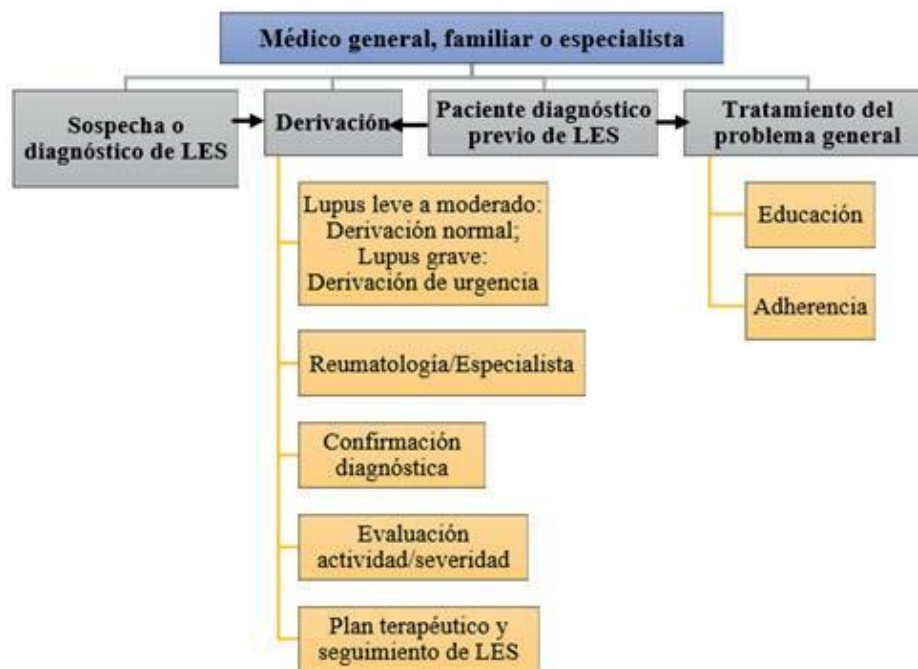 Médico general, familiar o especialista
Sospecha o
diagnóstico de LES
Derivación
Paciente diagnóstico
previo de LES
Tratamiento del
problema general
Lupus leve a moderado:
Derivación normal;
Lupus grave:
Derivación de urgencia
Reumatología/Especialista
Confirmación
diagnóstica
Evaluación
actividad/severidad
Plan terapéutico y
seguimiento de LES
Educación
Adherencia